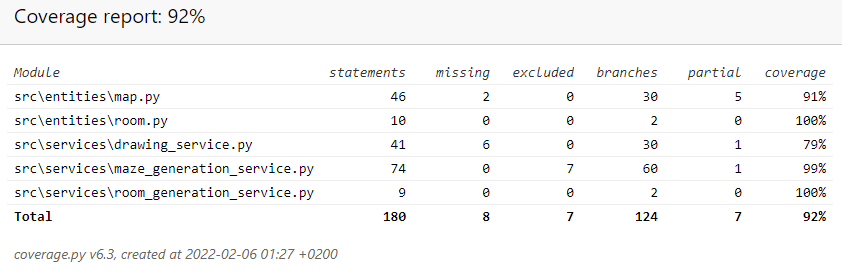 Coverage report: 92%
Module statements missing excluded branches partial coverage
src\entities\map.py 46 2 0 30 5 91%
src\entities\room.py 10 0 0 2 0 100%
src\services\drawing_service.py 41 6 0 30 1 79%
src\services\maze_generation_service.py 74 0 7 60 1 99%
src\services\room_generation_service.py 9 0 0 2 0 100%
Total 180 8 7 124 7 92%
coverage.py v6.3, created at 2022-02-06 01:27 +0200